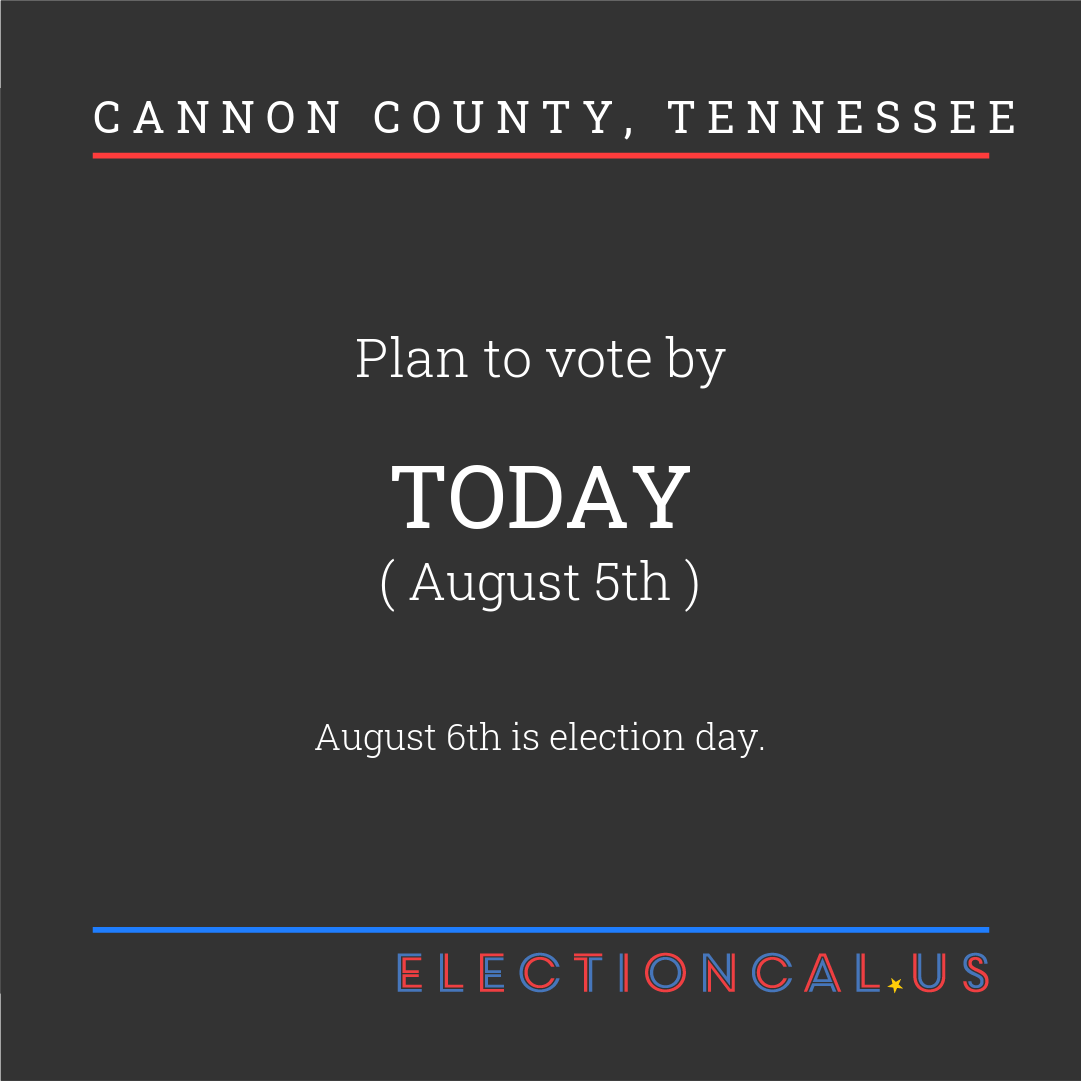 CANNON COUNTY, TENNESSEE
Plan to vote by
TODAY
( August 5th )
August 6th is election day.
ELECTIONCAL.US